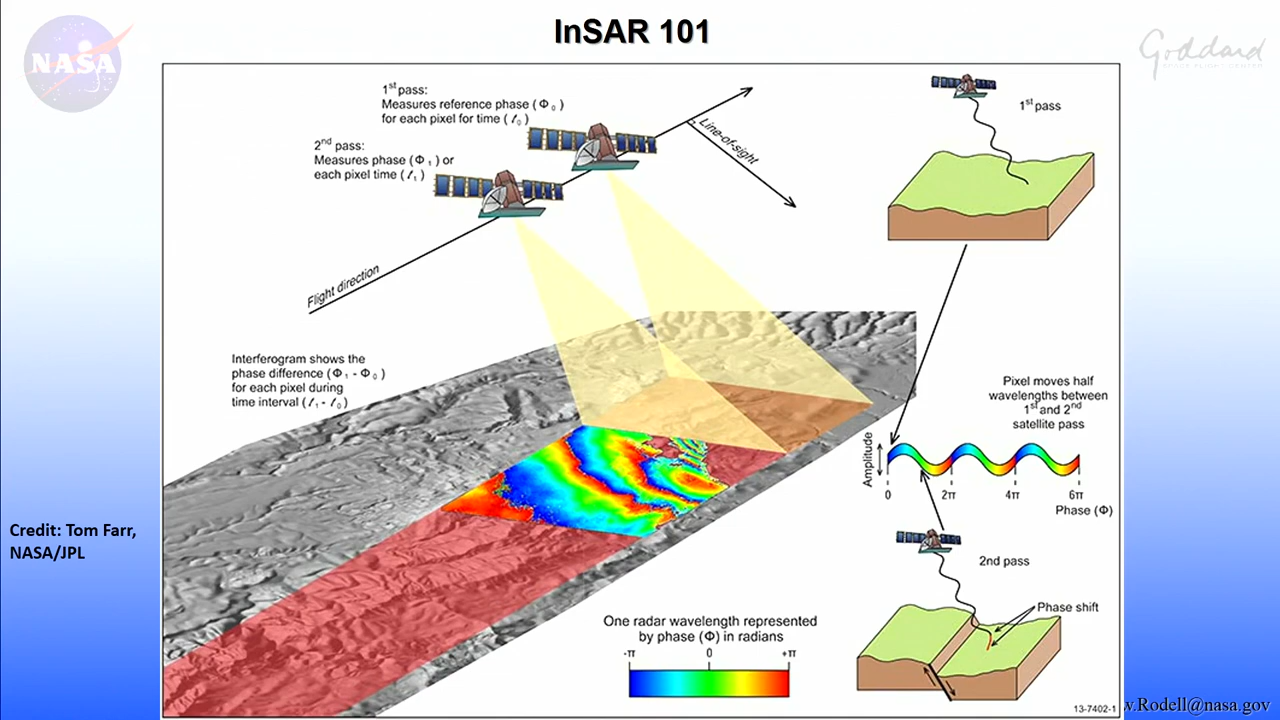 InSAR 101
NASA
Goddard
SPACE FLIGHT CENTER
1st pass:
Measures reference phase (Φ0)
for each pixel for time (t0)
2nd pass:
Measures phase (Φ1) or
each pixel time (t1)
Line-of-sight
Flight direction
1st pass
Interferogram shows the
phase difference (Φ1 - Φ0)
for each pixel during
time interval (t1 - t0)
Pixel moves half
wavelengths between
1st and 2nd
satellite pass
Amplitude
0 2π 4π 6π
Phase (Φ)
Credit: Tom Farr,
NASA/JPL
2nd pass
Phase shift
One radar wavelength represented
by phase (Φ) in radians
-π 0 +π
13-7402-1
w.Rodell@nasa.gov